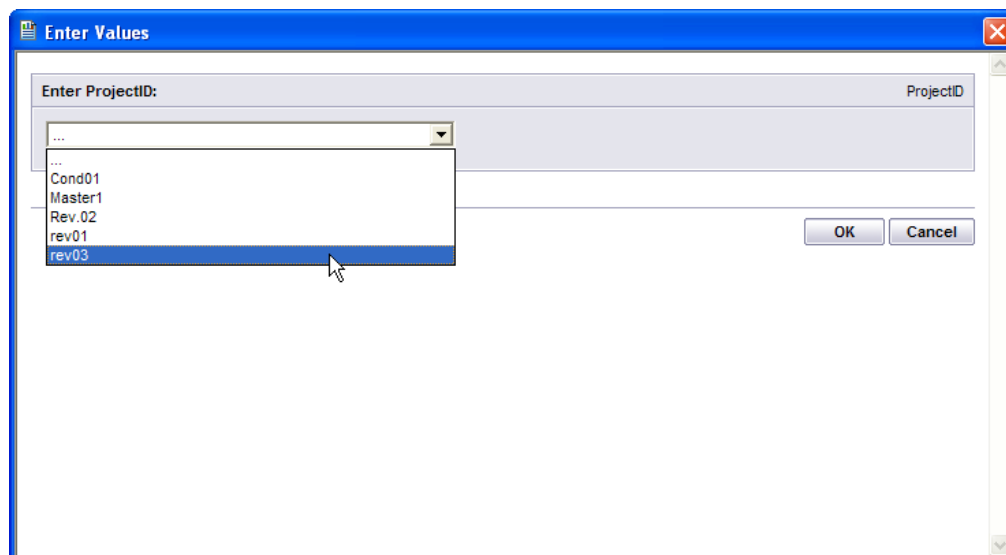 Enter Values
Enter ProjectID: ProjectID
...
...
Cond01
Master1
Rev.02
rev01
rev03
OK Cancel